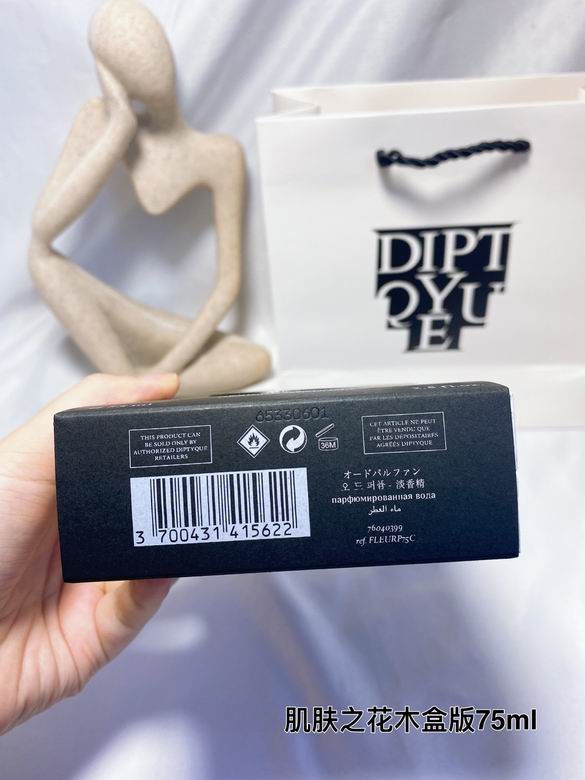 DIPT
QYU
E
65330601
THIS PRODUCT CAN
BE SOLD ONLY BY
AUTHORIZED DIPTYQUE
RETAILERS
36M
CET ARTICLE NE PEUT
ÊTRE VENDU QUE
PAR LES DÉPOSITAIRES
AGRÉÉS DIPTYQUE
3 700431 415622
オードパルファン
오 드 퍼퓸 - 淡香精
парфюмированная вода
ماء العطر
76040399
ref. FLEURP75C
肌肤之花木盒版75ml